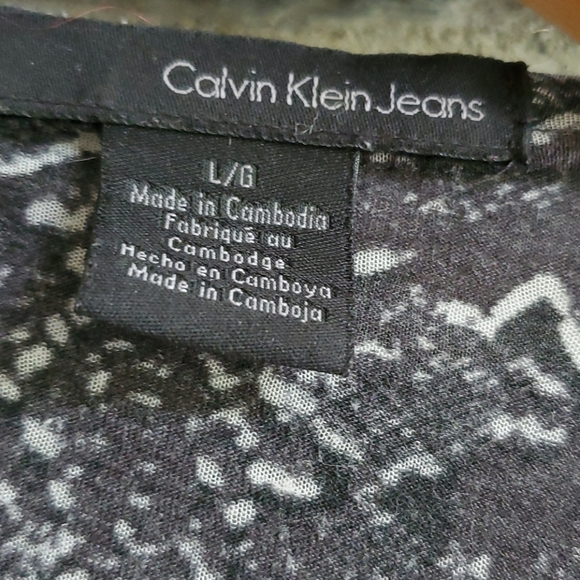 Calvin Klein Jeans
L/G
Made in Cambodia
Fabriqué au
Cambodge
Hecho en Camboya
Made in Camboja